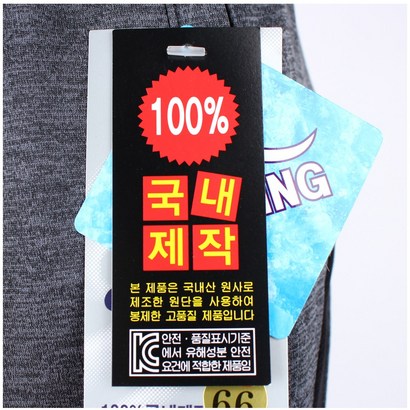 100%
국내
제작
본 제품은 국내산 원사로
제조한 원단을 사용하여
봉제한 고품질 제품입니다
안전·품질표시기준
에서 유해성분 안전
요건에 적합한 제품임
ING
66